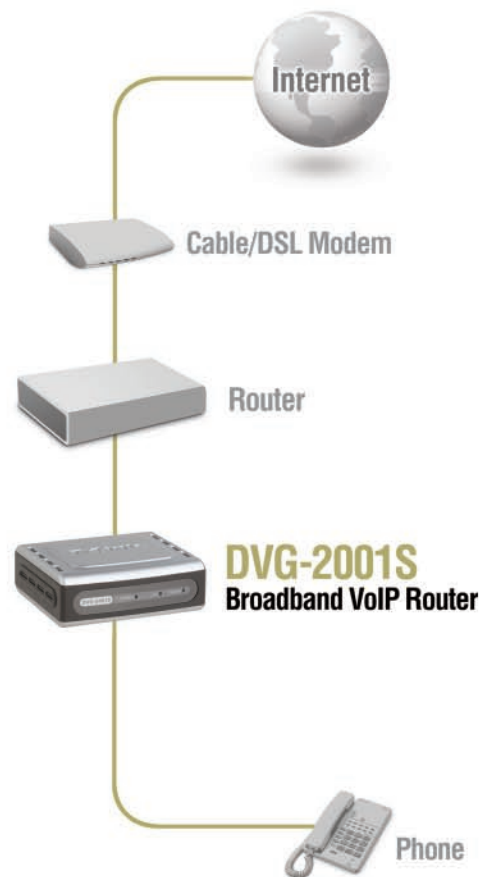 Internet
Cable/DSL Modem
Router
DVG-2001S
Broadband VoIP Router
Phone